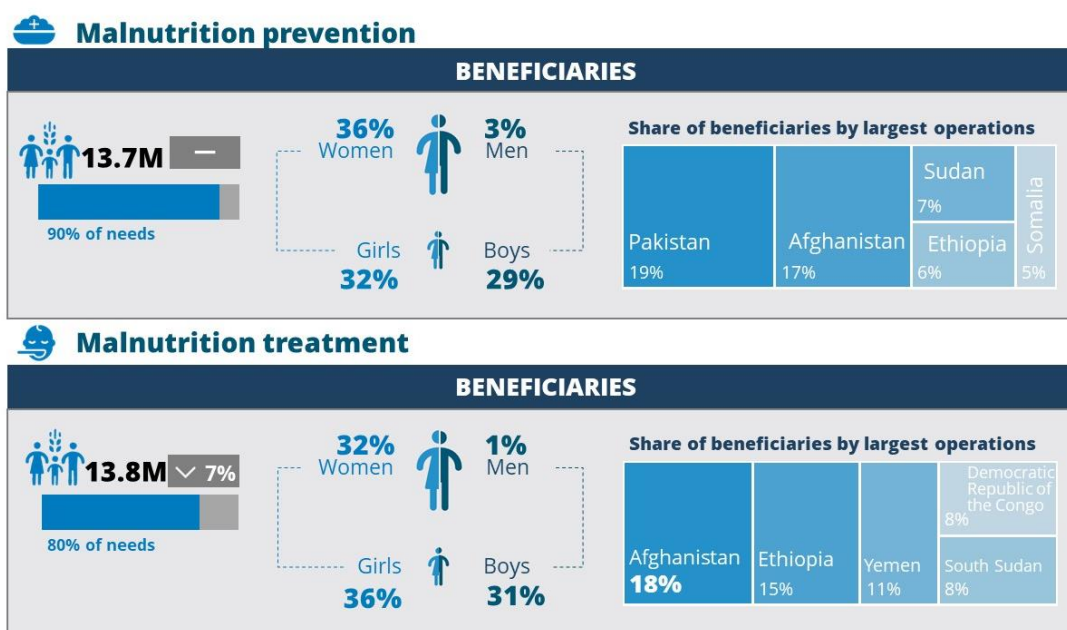 Malnutrition prevention
BENEFICIARIES
13.7M –
90% of needs
36%
Women
3%
Men
Girls
32%
Boys
29%
Share of beneficiaries by largest operations
Pakistan
19%
Afghanistan
17%
Sudan
7%
Ethiopia
6%
Somalia
5%
Malnutrition treatment
BENEFICIARIES
13.8M 7%
80% of needs
32%
Women
1%
Men
Girls
36%
Boys
31%
Share of beneficiaries by largest operations
Afghanistan
18%
Ethiopia
15%
Yemen
11%
Democratic
Republic of
the Congo
8%
South Sudan
8%